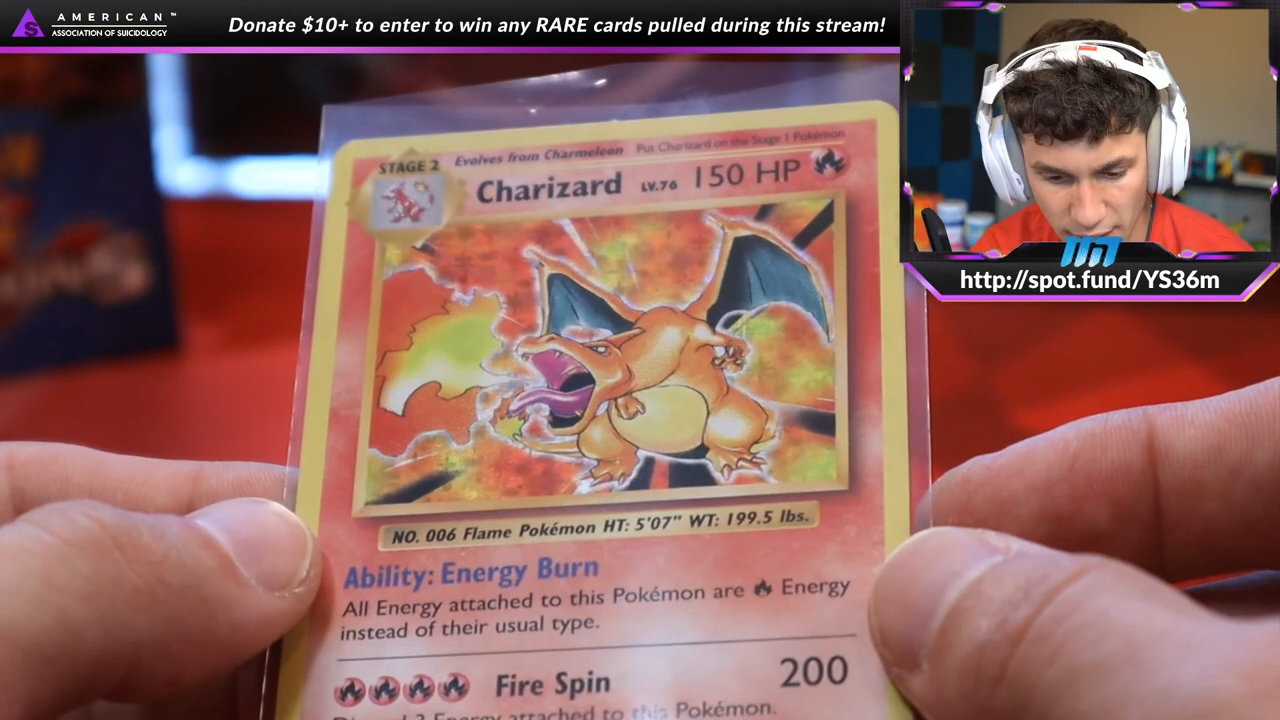 AMERICAN™
ASSOCIATION OF SUICIDOLOGY
Donate $10+ to enter to win any RARE cards pulled during this stream!
http://spot.fund/YS36m
STAGE 2
Evolves from Charmeleon
Put Charizard on the Stage 1 Pokémon
Charizard LV.76 150 HP
NO. 006 Flame Pokémon HT: 5'07" WT: 199.5 lbs.
Ability: Energy Burn
All Energy attached to this Pokémon are Energy
instead of their usual type.
Fire Spin 200
Energy attached to this Pokémon.